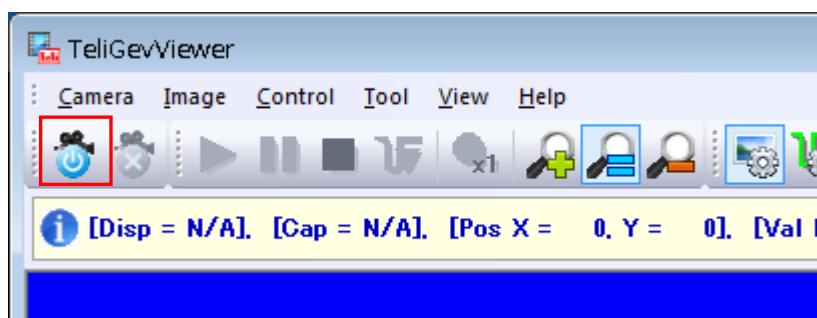 TeliGevViewer
Camera Image Control Tool View Help
x1
[Disp = N/A], [Cap = N/A], [Pos X = 0, Y = 0], [Val